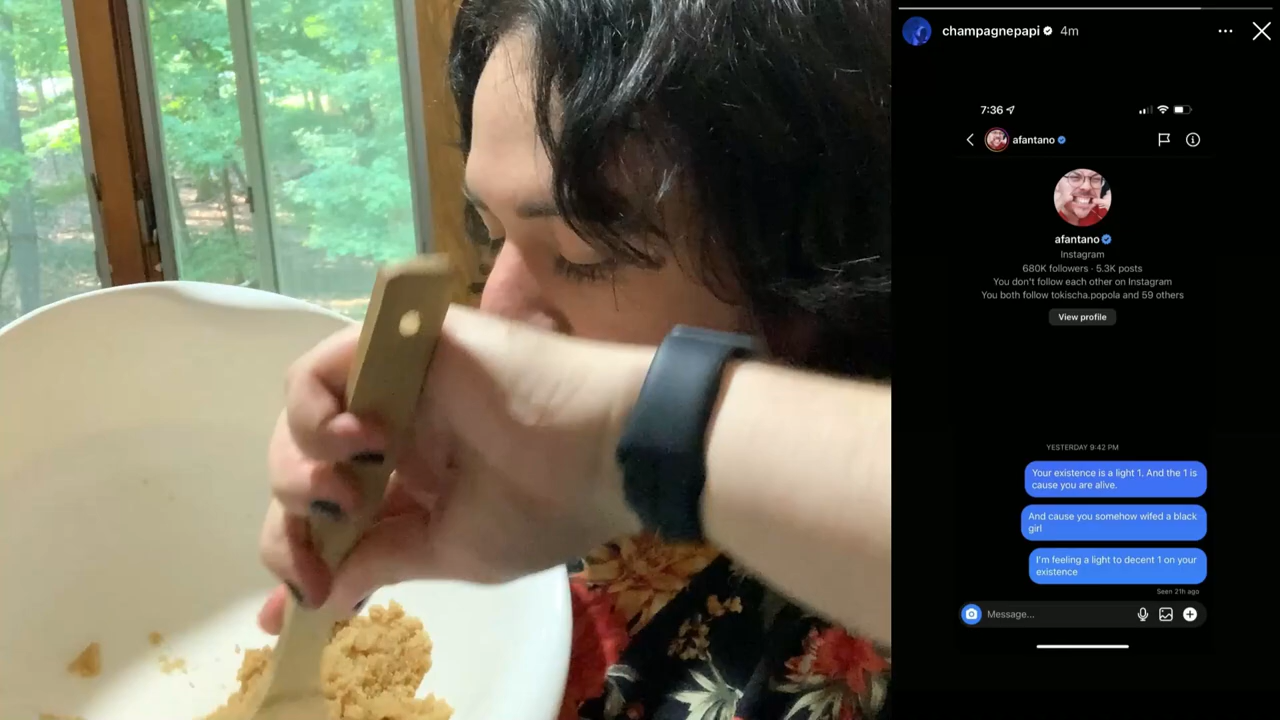 champagnepapi 4m
7:36
afantano
afantano
Instagram
680K followers · 5.3K posts
You don't follow each other on Instagram
You both follow tokischa.popola and 59 others
View profile
YESTERDAY 9:42 PM
Your existence is a light 1. And the 1 is
cause you are alive.
And cause you somehow wifed a black
girl
I'm feeling a light to decent 1 on your
existence
Seen 21h ago
Message...